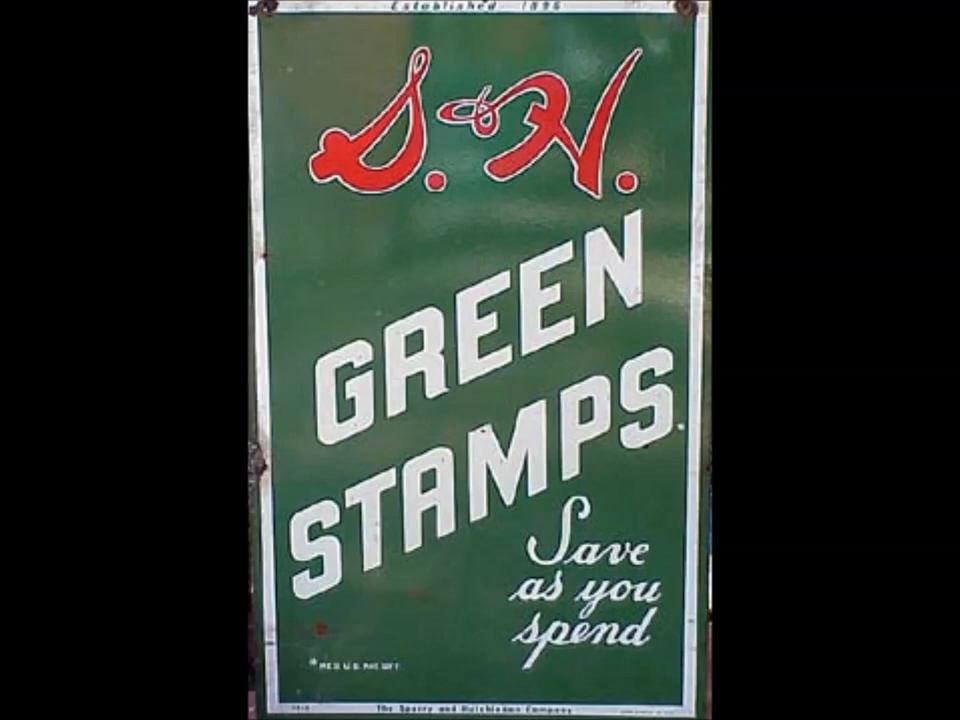 Established 1896
S. & H.
GREEN
STAMPS.
Save
as you
spend
* REG U.S. PAT. OFF.
The Sperry and Hutchinson Company